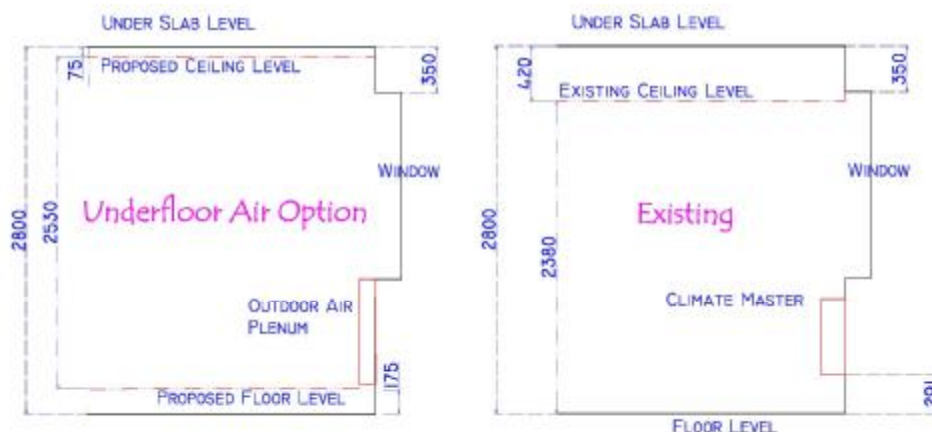 UNDER SLAB LEVEL
75
PROPOSED CEILING LEVEL
350
WINDOW
Underfloor Air Option
2800
2530
OUTDOOR AIR
PLENUM
175
PROPOSED FLOOR LEVEL
UNDER SLAB LEVEL
420
EXISTING CEILING LEVEL
350
WINDOW
Existing
2800
2380
CLIMATE MASTER
FLOOR LEVEL